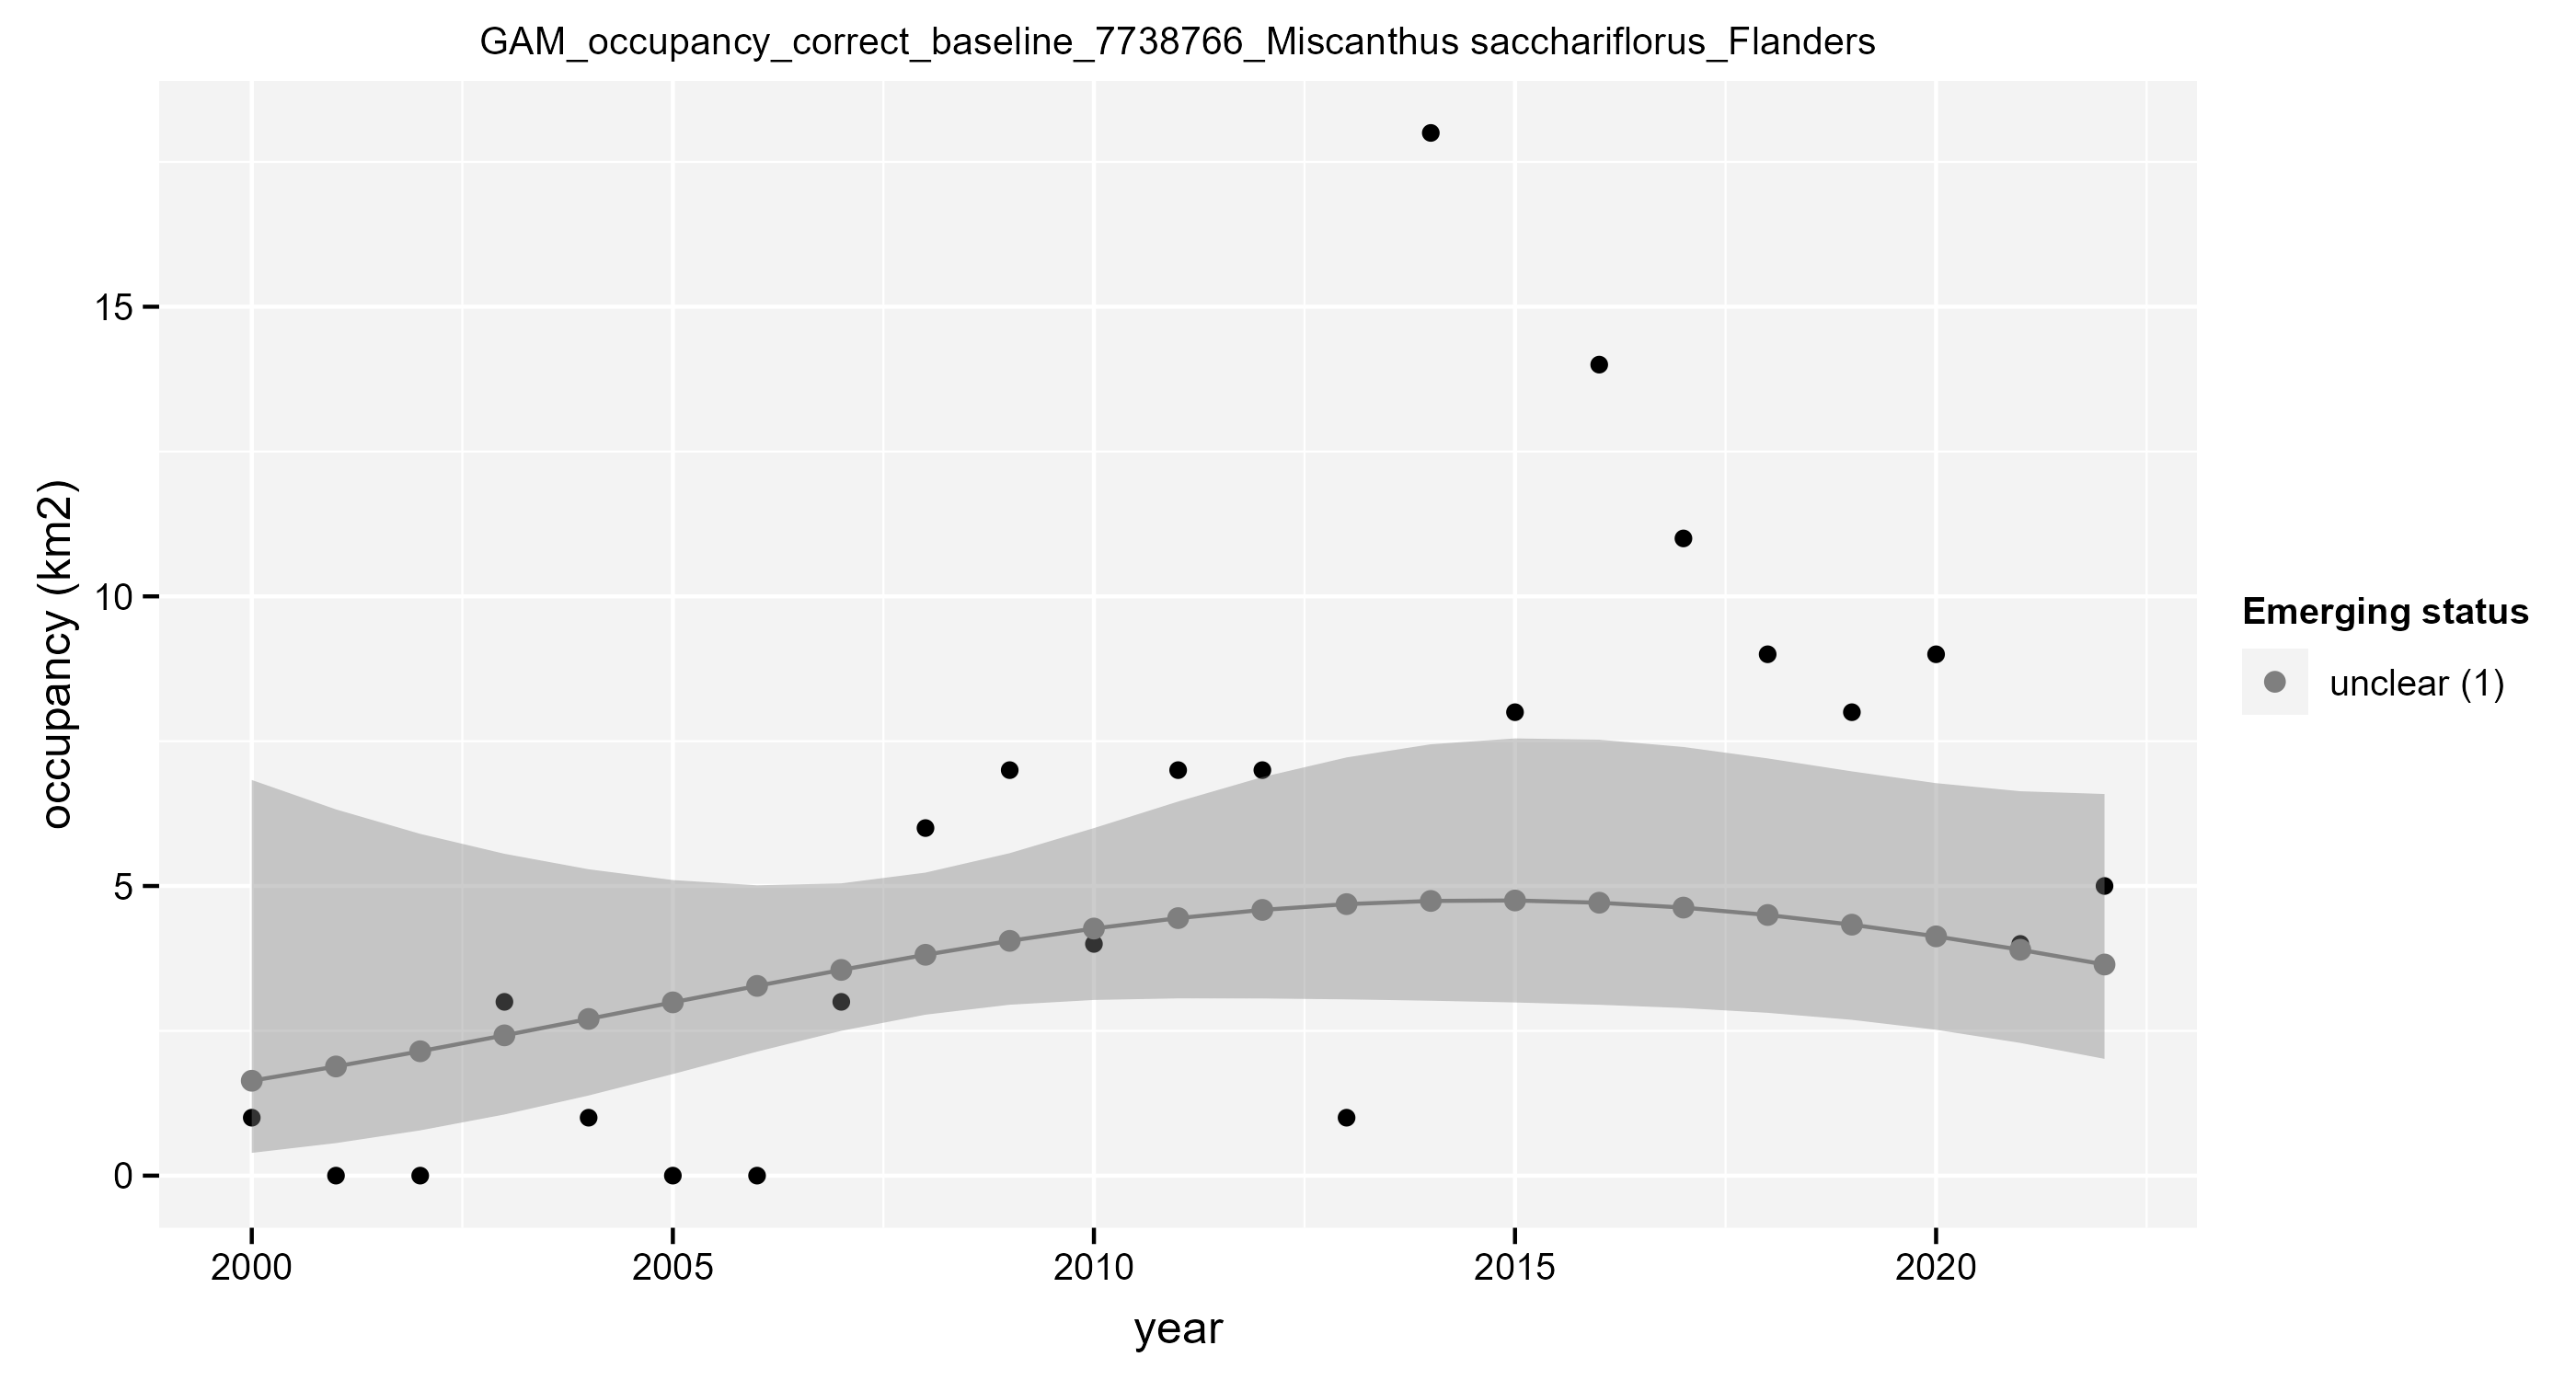 GAM_occupancy_correct_baseline_7738766_Miscanthus sacchariflorus_Flanders
occupancy (km2)
15
10
5
0
2000 2005 2010 2015 2020
year
Emerging status
unclear (1)